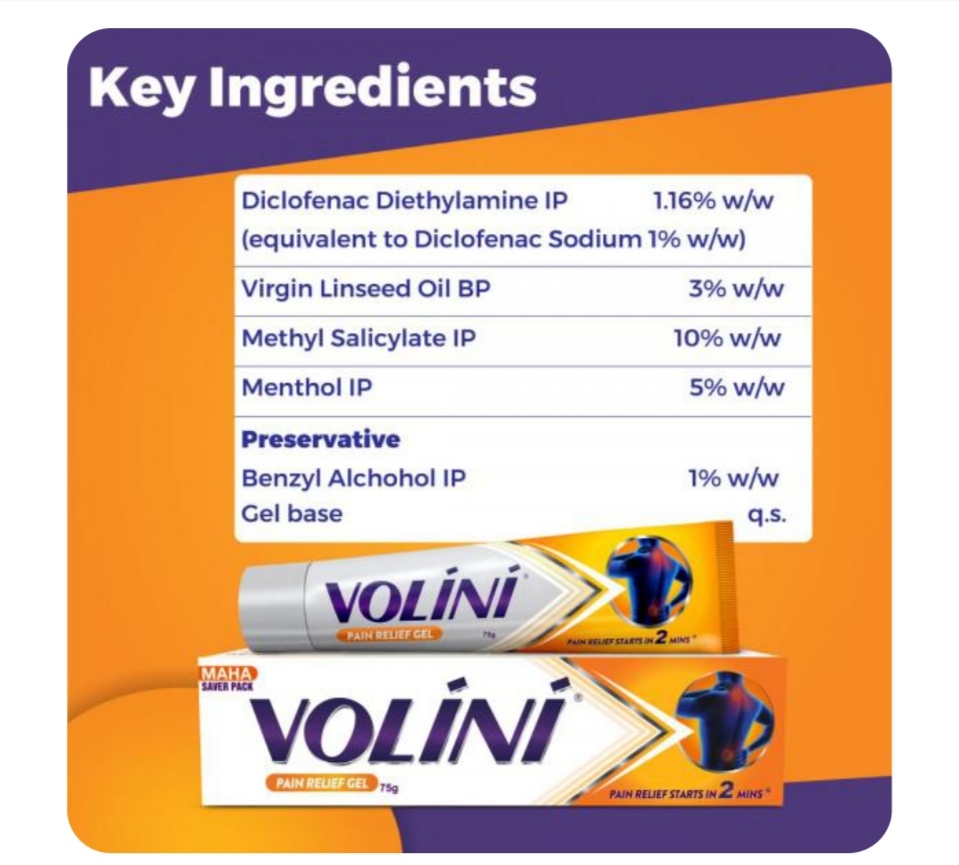 Key Ingredients
Diclofenac Diethylamine IP 1.16% w/w
(equivalent to Diclofenac Sodium 1% w/w)
Virgin Linseed Oil BP 3% w/w
Methyl Salicylate IP 10% w/w
Menthol IP 5% w/w
Preservative
Benzyl Alchohol IP 1% w/w
Gel base q.s.
VOLÍNÍ
PAIN RELIEF GEL 75g
PAIN RELIEF STARTS IN 2 MINS
MAHA
SAVER PACK
VOLÍNÍ®
PAIN RELIEF GEL 75g
PAIN RELIEF STARTS IN 2 MINS